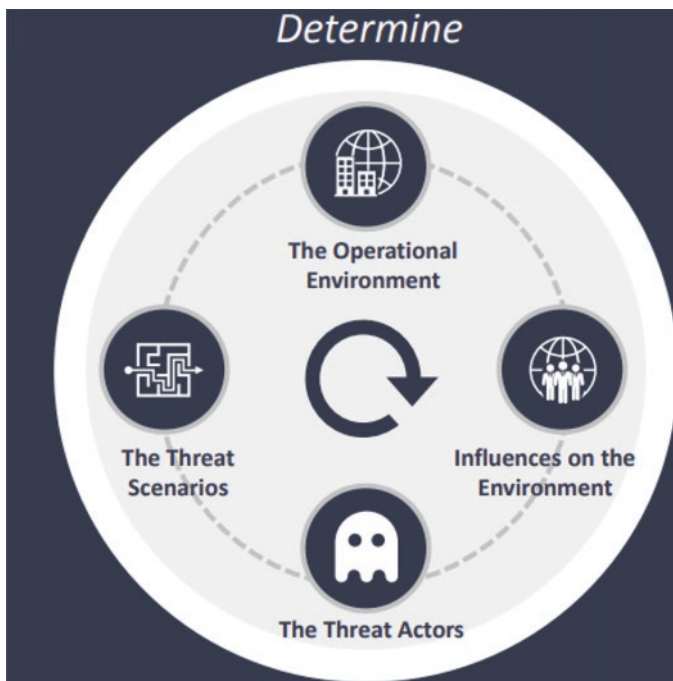 Determine
The Operational
Environment
The Threat
Scenarios
Influences on the
Environment
The Threat Actors